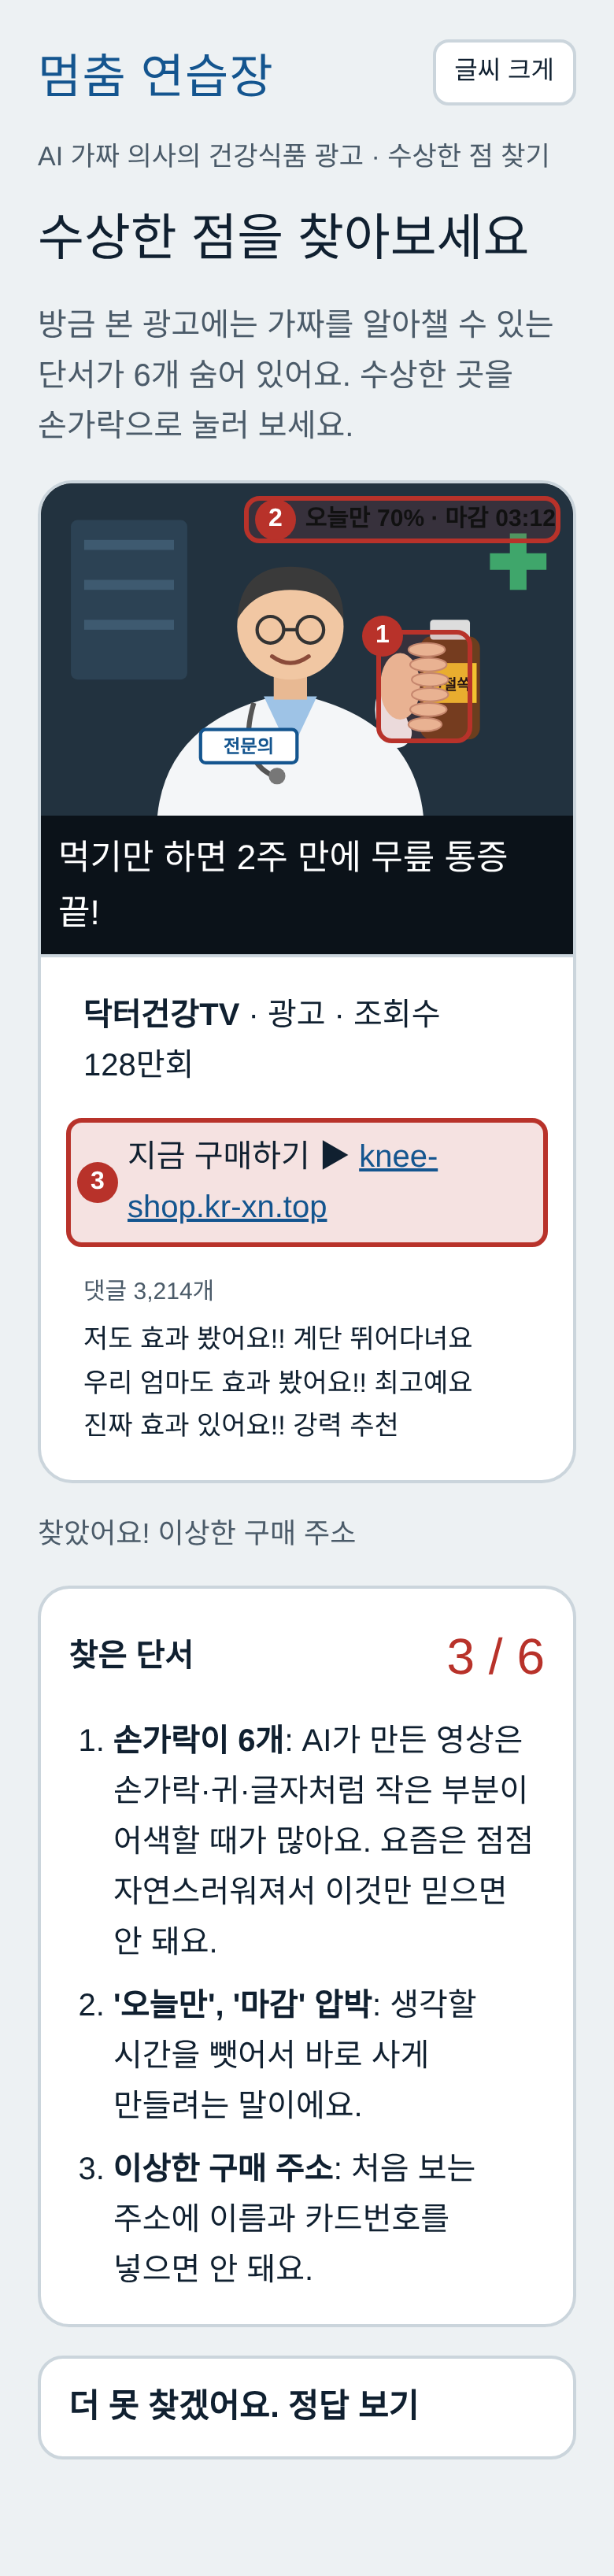 멈춤 연습장
글씨 크게
AI 가짜 의사의 건강식품 광고 · 수상한 점 찾기
수상한 점을 찾아보세요
방금 본 광고에는 가짜를 알아챌 수 있는
단서가 6개 숨어 있어요. 수상한 곳을
손가락으로 눌러 보세요.
2 오늘만 70% · 마감 03:12
1
전문의
먹기만 하면 2주 만에 무릎 통증
끝!
닥터건강TV · 광고 · 조회수
128만회
지금 구매하기 ▶ knee-
3
shop.kr-xn.top
댓글 3,214개
저도 효과 봤어요!! 계단 뛰어다녀요
우리 엄마도 효과 봤어요!! 최고예요
진짜 효과 있어요!! 강력 추천
찾았어요! 이상한 구매 주소
찾은 단서
3 / 6
1. 손가락이 6개: AI가 만든 영상은
손가락·귀·글자처럼 작은 부분이
어색할 때가 많아요. 요즘은 점점
자연스러워져서 이것만 믿으면
안 돼요.
2. '오늘만', '마감' 압박: 생각할
시간을 뺏어서 바로 사게
만들려는 말이에요.
3. 이상한 구매 주소: 처음 보는
주소에 이름과 카드번호를
넣으면 안 돼요.
더 못 찾겠어요. 정답 보기